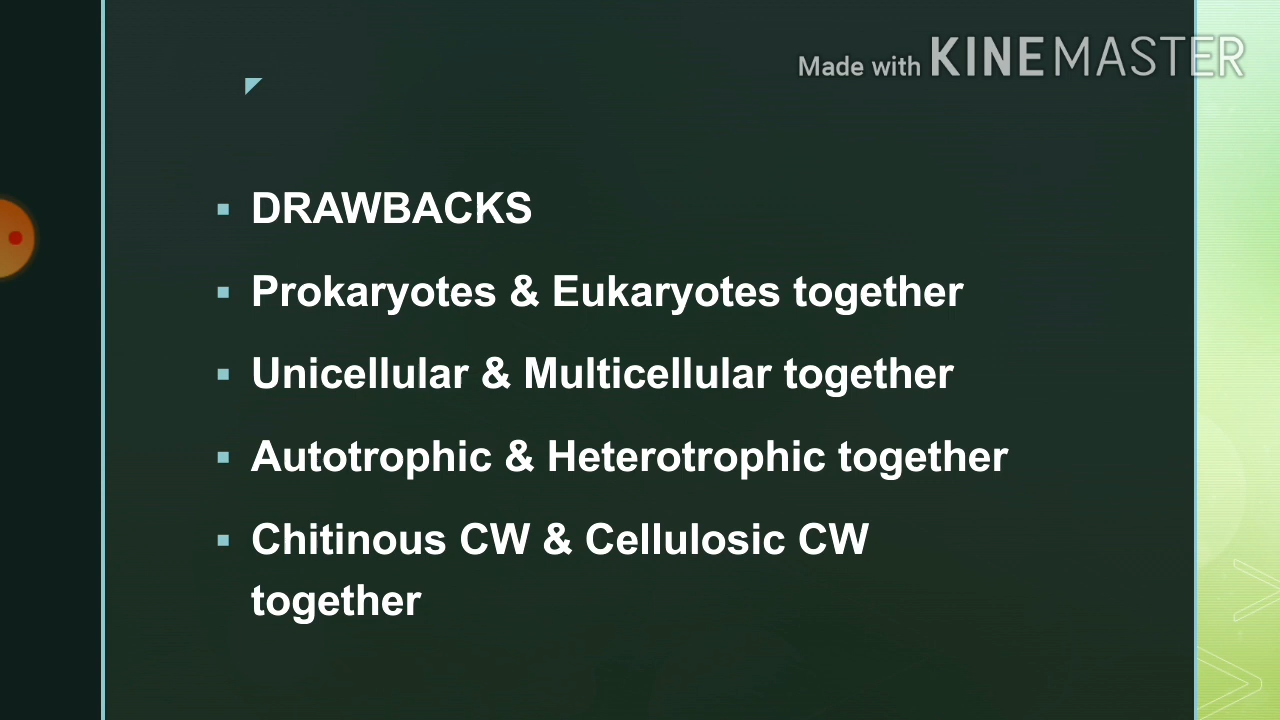 Made with KINEMASTER
DRAWBACKS
Prokaryotes & Eukaryotes together
Unicellular & Multicellular together
Autotrophic & Heterotrophic together
Chitinous CW & Cellulosic CW
together